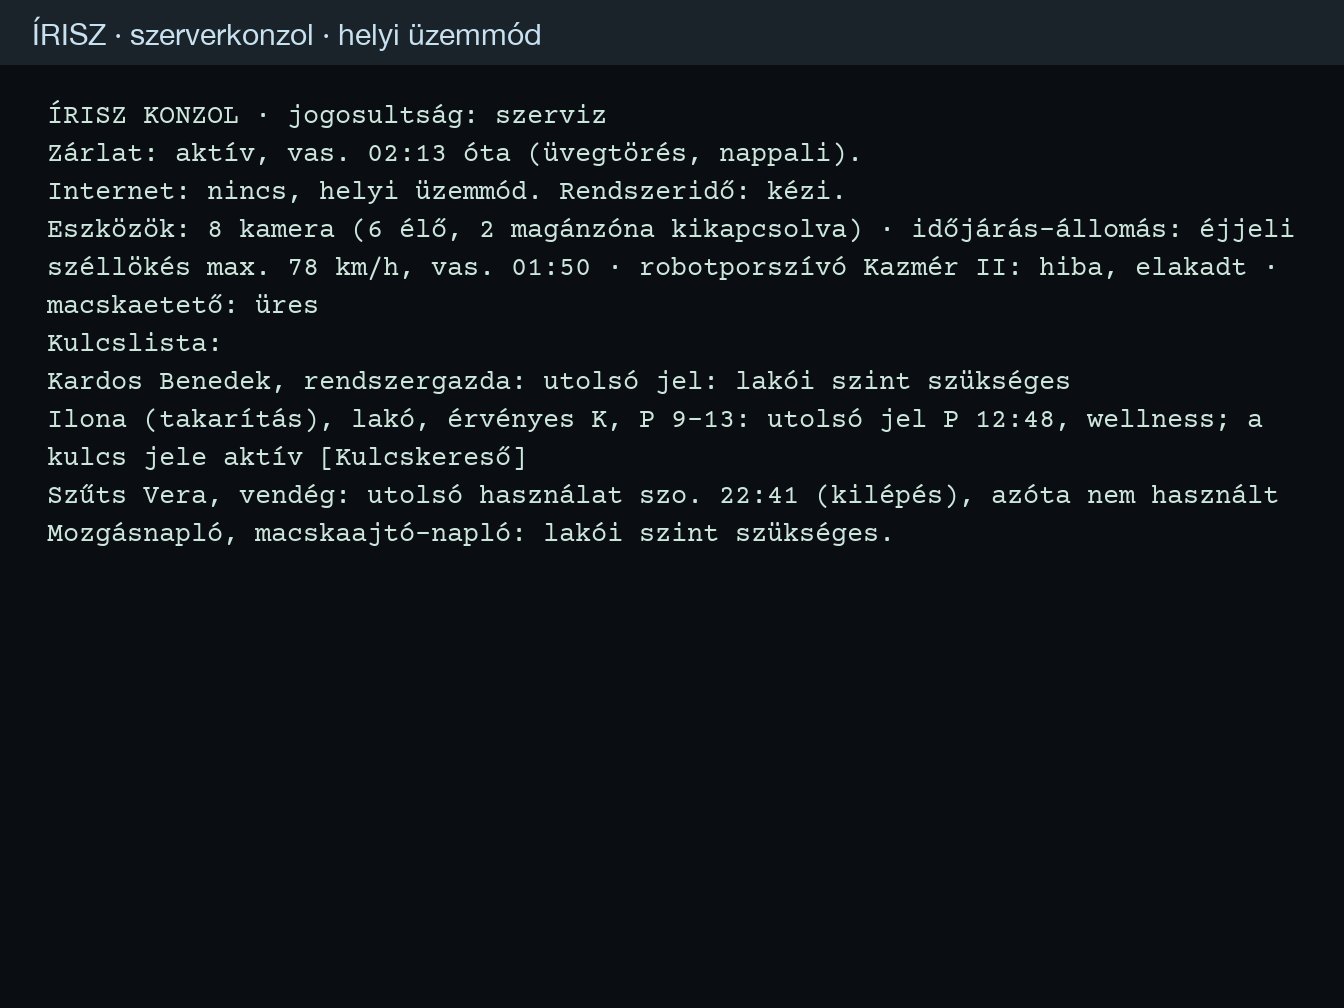 ÍRISZ · szerverkonzol · helyi üzemmód
ÍRISZ KONZOL · jogosultság: szerviz
Zárlat: aktív, vas. 02:13 óta (üvegtörés, nappali).
Internet: nincs, helyi üzemmód. Rendszeridő: kézi.
Eszközök: 8 kamera (6 élő, 2 magánzóna kikapcsolva) · időjárás-állomás: éjjeli
széllökés max. 78 km/h, vas. 01:50 · robotporszívó Kazmér II: hiba, elakadt ·
macskaetető: üres
Kulcslista:
Kardos Benedek, rendszergazda: utolsó jel: lakói szint szükséges
Ilona (takarítás), lakó, érvényes K, P 9-13: utolsó jel P 12:48, wellness; a
kulcs jele aktív [Kulcskereső]
Szűts Vera, vendég: utolsó használat szo. 22:41 (kilépés), azóta nem használt
Mozgásnapló, macskaajtó-napló: lakói szint szükséges.